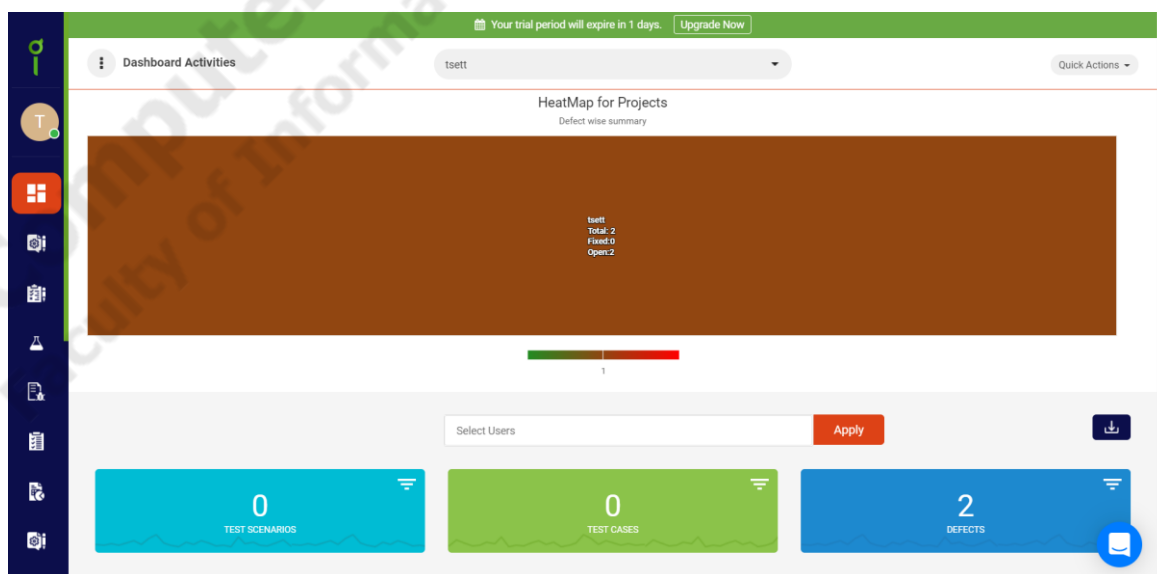 Your trial period will expire in 1 days. Upgrade Now
Dashboard Activities
tsett
Quick Actions
HeatMap for Projects
Defect wise summary
T
tsett
Total: 2
Fixed:0
Open:2
1
Select Users
Apply
0
TEST SCENARIOS
0
TEST CASES
2
DEFECTS